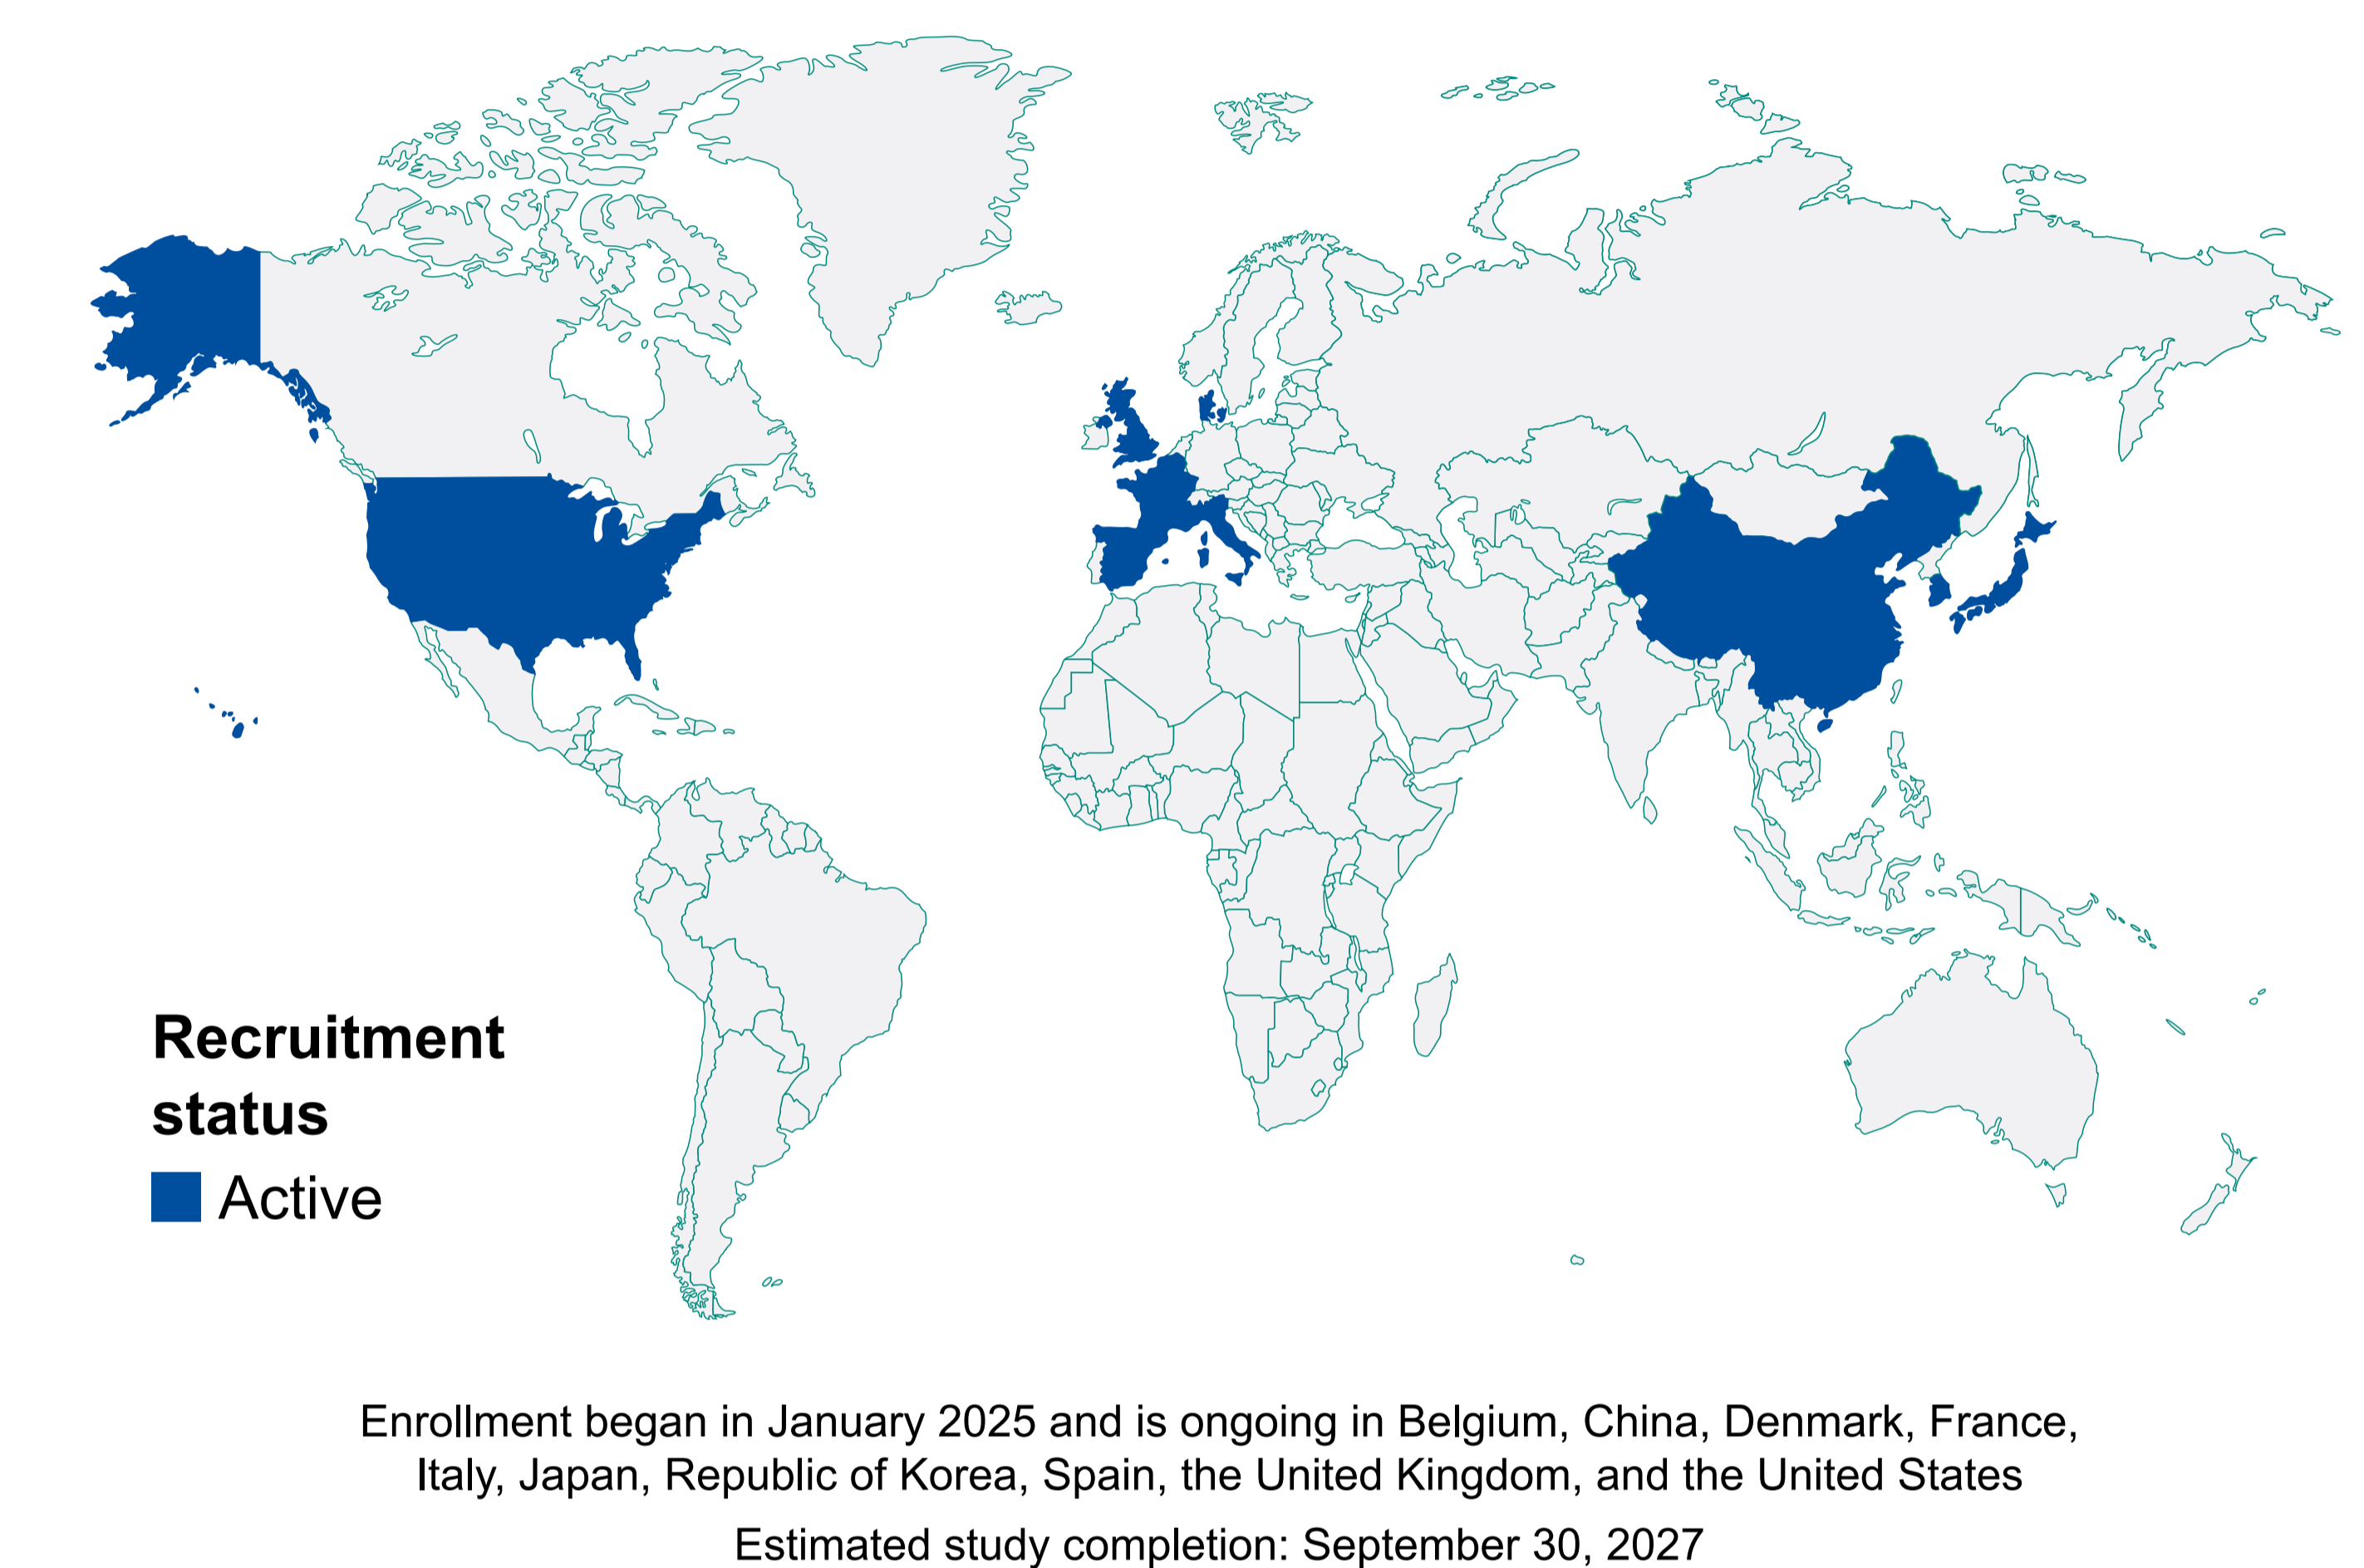 Recruitment
status
Active
Enrollment began in January 2025 and is ongoing in Belgium, China, Denmark, France,
Italy, Japan, Republic of Korea, Spain, the United Kingdom, and the United States
Estimated study completion: September 30, 2027